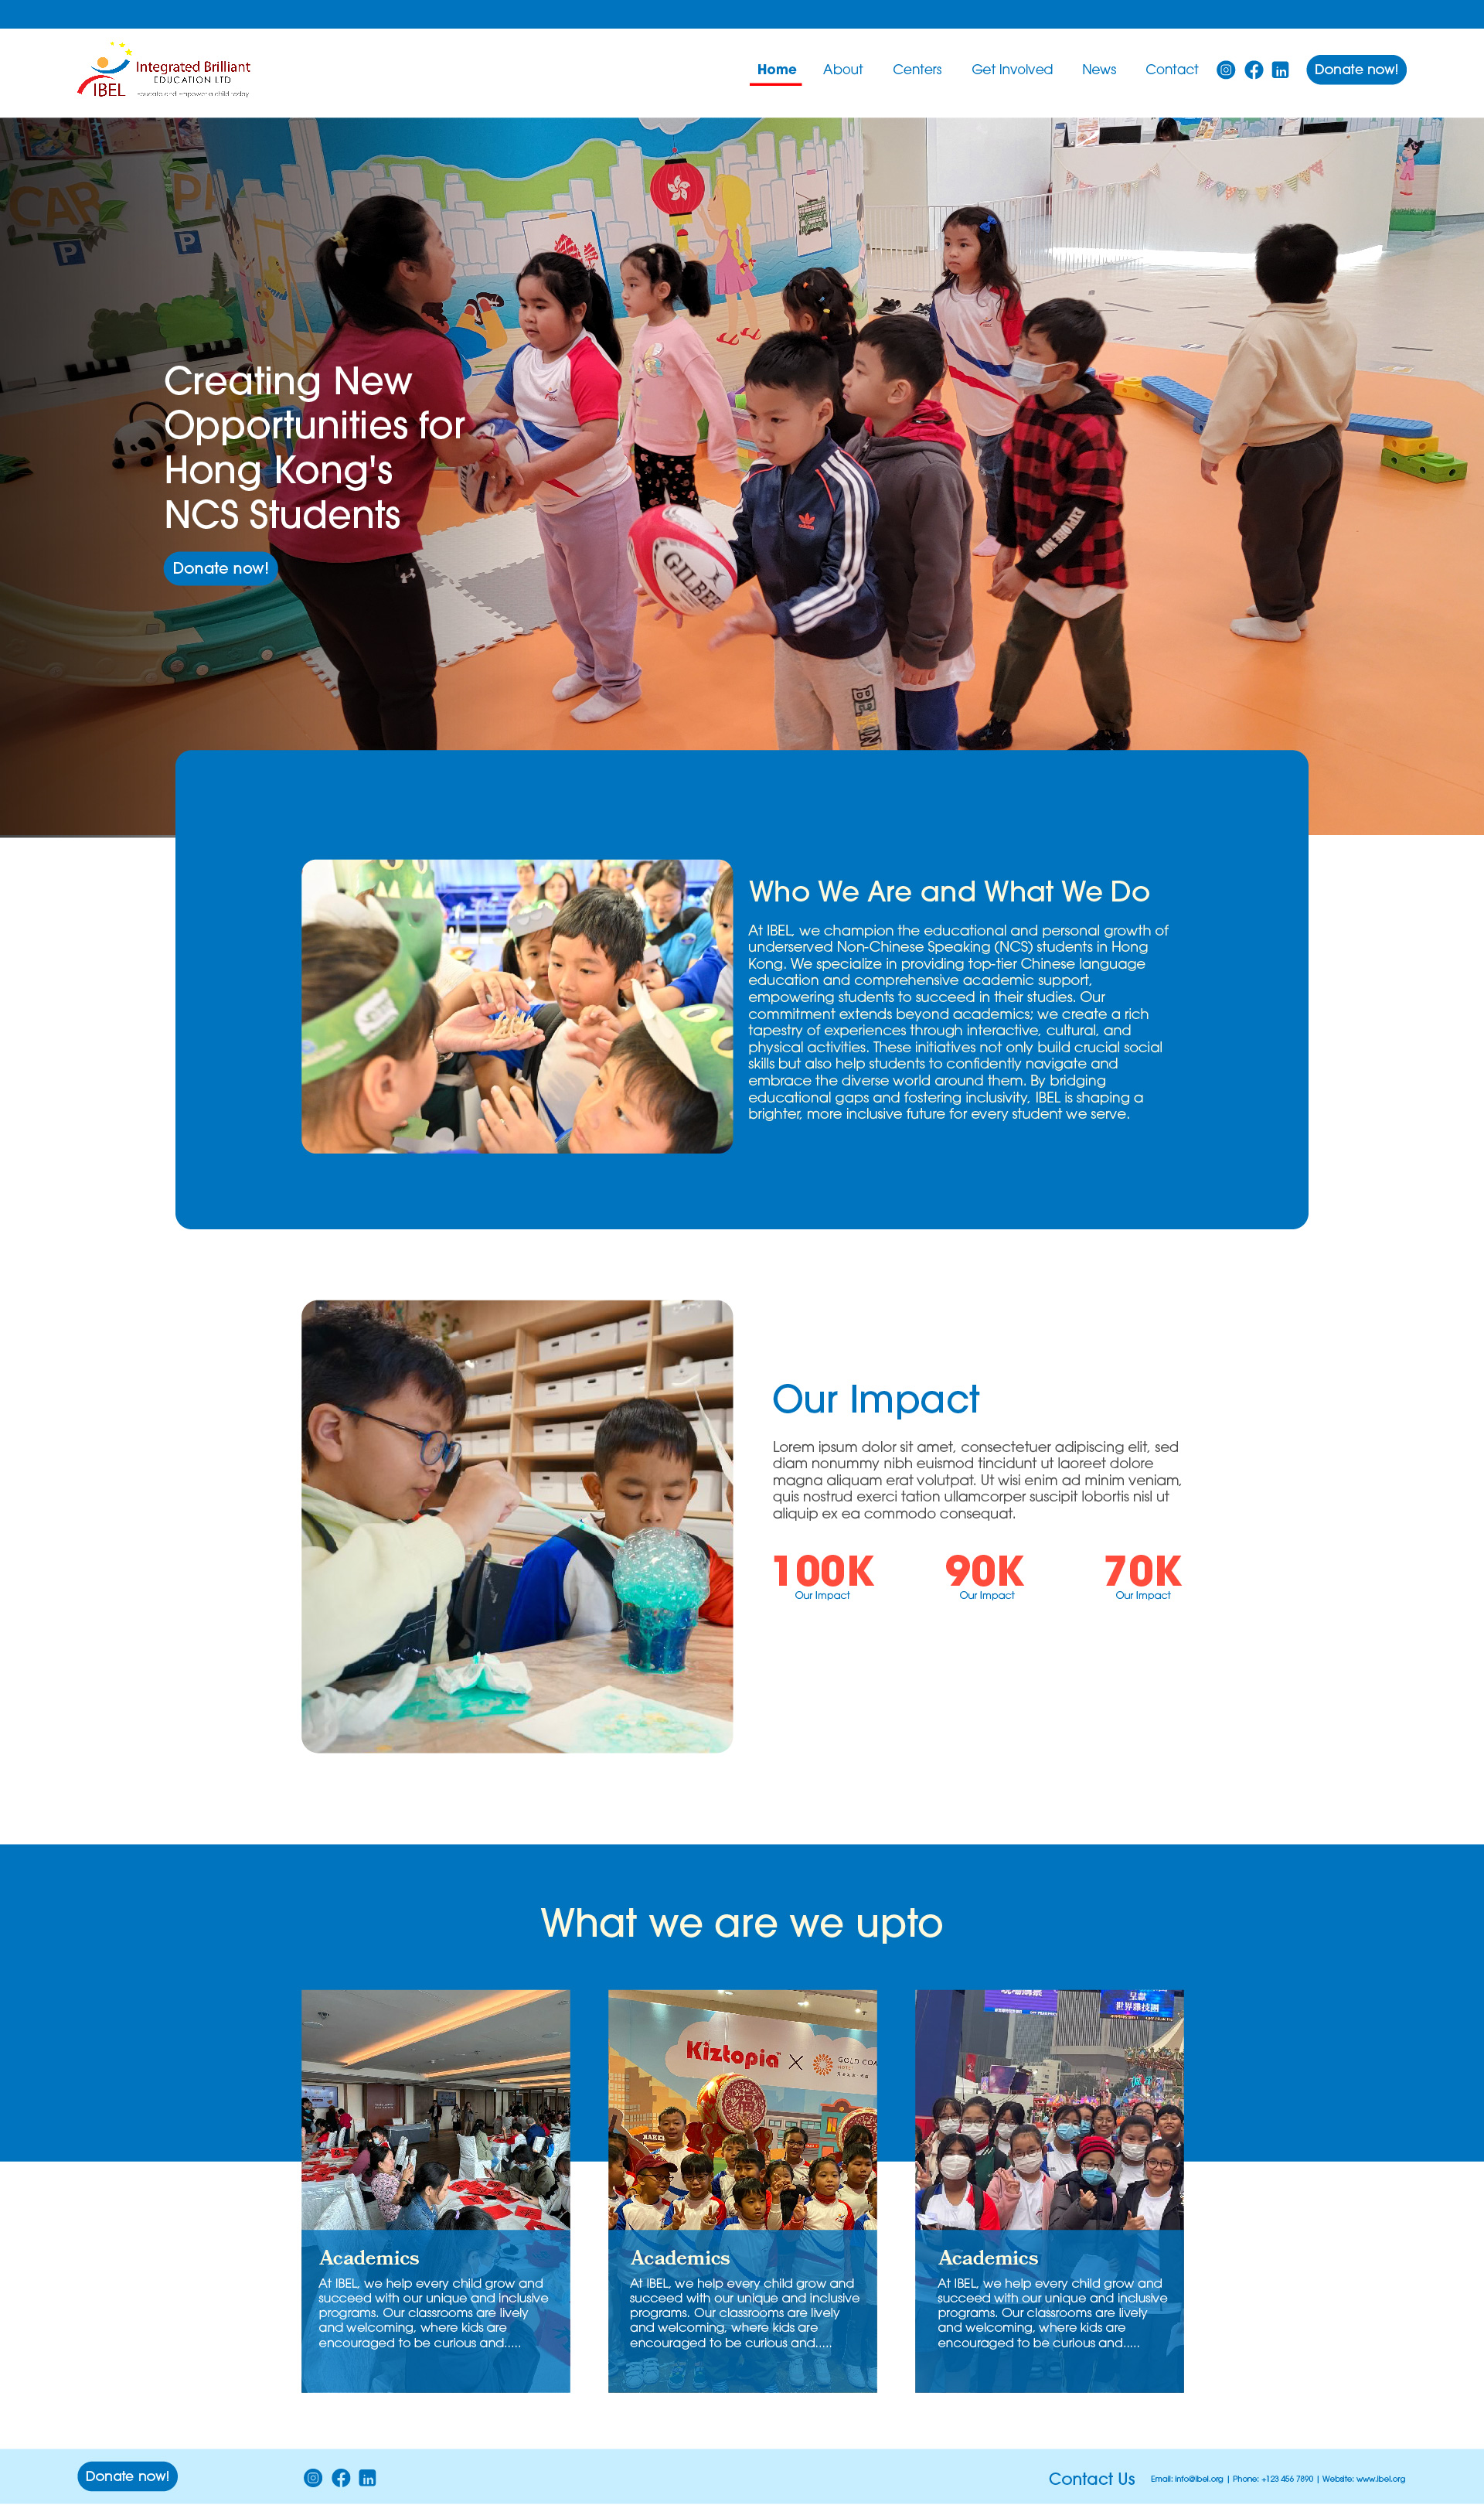 Integrated Brilliant
EDUCATION LTD
IBEL
Educate and Empower a child today
Home
About
Centers
Get Involved
News
Contact
Donate now!
CAR
P
P
GILBE
Creating New
Opportunities for
Hong Kong's
NCS Students
Donate now!
Who We Are and What We Do
At IBEL, we champion the educational and personal growth of
underserved Non-Chinese Speaking (NCS) students in Hong
Kong. We specialize in providing top-tier Chinese language
education and comprehensive academic support,
empowering students to succeed in their studies. Our
commitment extends beyond academics; we create a rich
tapestry of experiences through interactive, cultural, and
physical activities. These initiatives not only build crucial social
skills but also help students to confidently navigate and
embrace the diverse world around them. By bridging
educational gaps and fostering inclusivity, IBEL is shaping a
brighter, more inclusive future for every student we serve.
Our Impact
Lorem ipsum dolor sit amet, consectetuer adipiscing elit, sed
diam nonummy nibh euismod tincidunt ut laoreet dolore
magna aliquam erat volutpat. Ut wisi enim ad minim veniam,
quis nostrud exerci tation ullamcorper suscipit lobortis nisl ut
aliquip ex ea commodo consequat.
100K
Our Impact
90K
Our Impact
70K
Our Impact
What we are we upto
Kiztopia
GOLD COA
福
世界雜技團
Academics
At IBEL, we help every child grow and
succeed with our unique and inclusive
programs. Our classrooms are lively
and welcoming, where kids are
encouraged to be curious and.....
Academics
At IBEL, we help every child grow and
succeed with our unique and inclusive
programs. Our classrooms are lively
and welcoming, where kids are
encouraged to be curious and.....
Academics
At IBEL, we help every child grow and
succeed with our unique and inclusive
programs. Our classrooms are lively
and welcoming, where kids are
encouraged to be curious and.....
Donate now!
Contact Us
Email: info@ibel.org | Phone: +123 456 7890 | Website: www.ibel.org